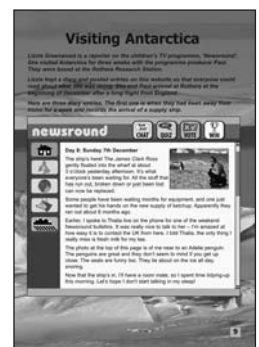 Visiting Antarctica
Lizzie Greenwood is a reporter on the children's TV programme, 'Newsround'.
She visited Antarctica for three weeks with the programme producer Paul.
They were based at the Rothera Research Station.
Lizzie kept a diary and posted entries on this website so that everyone could
read about what she was doing. She and Paul arrived at Rothera at the
beginning of December after a long flight from England.
Here are three diary entries. The first one is when they had been away from
home for a week and records the arrival of a supply ship.
newsround
CHAT
QUIZ
VOTE
WIN
Day 8: Sunday 7th December
The ship's here! The James Clark Ross
gently floated into the wharf at about
3 o'clock yesterday afternoon. It's what
everyone's been waiting for. All the stuff that
has run out, broken down or just been lost
can now be replaced.
Some people have been waiting months for equipment, and one just
wanted to get his hands on the new supply of ketchup. Apparently they
ran out about 6 months ago.
Earlier, I spoke to Thalia live on the phone for one of the weekend
Newsround bulletins. It was really nice to talk to her – I'm amazed at
how easy it is to contact the UK from here. I told Thalia, the only thing I
really miss is fresh milk for my tea.
The photo at the top of this page is of me near to an Adelie penguin.
The penguins are great and they don't seem to mind if you get up
close. The seals are funny too. They lie about on the ice all day,
snoring.
Now that the ship's in, I'll have a room mate, so I spent time tidying-up
this morning. Let's hope I don't start talking in my sleep!
9